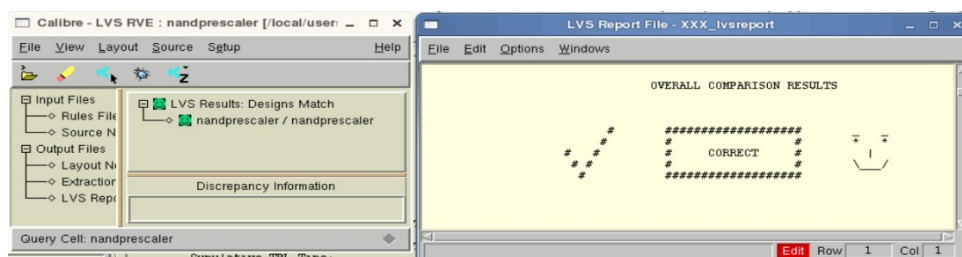 Calibre - LVS RVE : nandprescaler [/local/user:
File View Layout Source Setup Help
Input Files
Rules File
Source N
Output Files
Layout Ne
Extraction
LVS Repo
LVS Results: Designs Match
nandprescaler / nandprescaler
Discrepancy Information
Query Cell: nandprescaler
LVS Report File - XXX_lvsreport
File Edit Options Windows
OVERALL COMPARISON RESULTS
# ###################
# # #
# # # CORRECT #
# # # #
# ###################
Edit Row 1 Col 1